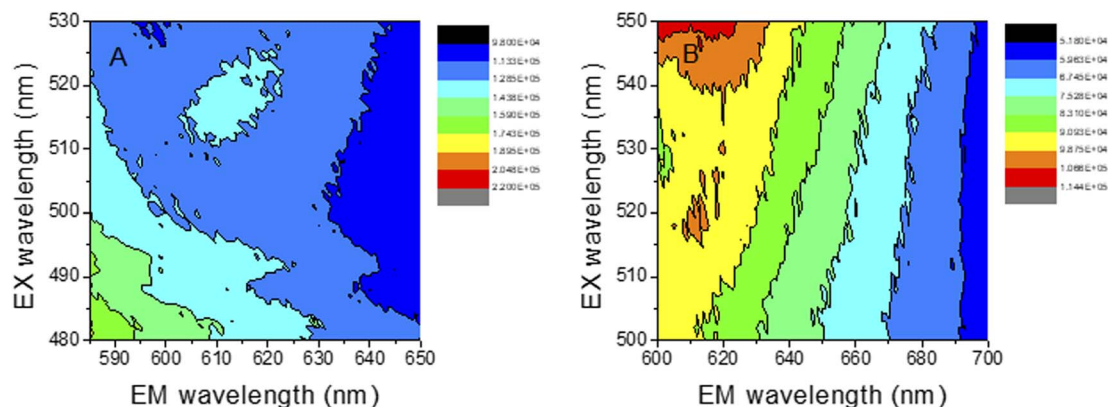 530
520
510
500
490
480
EX wavelength (nm)
A
590 600 610 620 630 640 650
EM wavelength (nm)
9.800E+04
1.133E+05
1.285E+05
1.438E+05
1.590E+05
1.743E+05
1.895E+05
2.048E+05
2.200E+05
550
540
530
520
510
500
EX wavelength (nm)
B
600 620 640 660 680 700
EM wavelength (nm)
5.180E+04
5.963E+04
6.745E+04
7.528E+04
8.310E+04
9.093E+04
9.875E+04
1.066E+05
1.144E+05